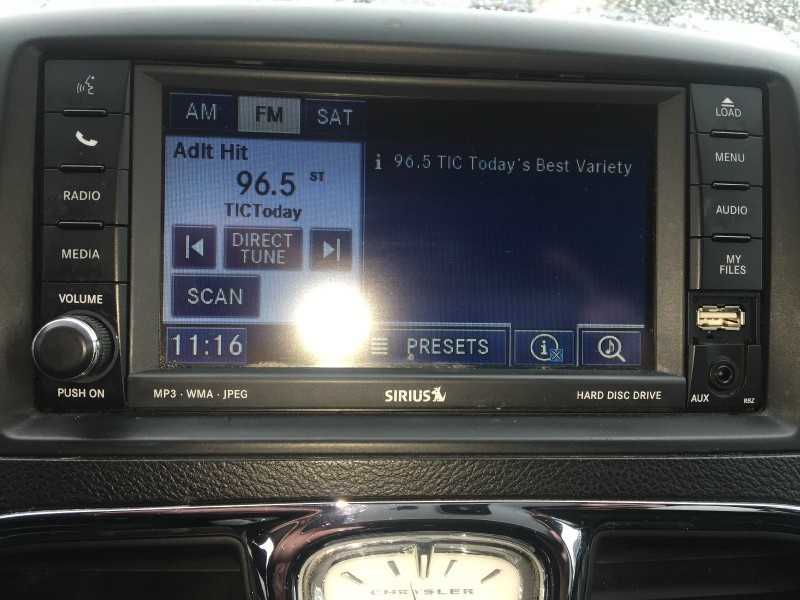 AM FM SAT
Adlt Hit
96.5 ST
TICToday
i 96.5 TIC Today's Best Variety
DIRECT
TUNE
SCAN
11:16
PRESETS
i
RADIO
MEDIA
VOLUME
PUSH ON
LOAD
MENU
AUDIO
MY
FILES
AUX
RBZ
MP3 · WMA · JPEG
SIRIUS
HARD DISC DRIVE
CHRYSLER